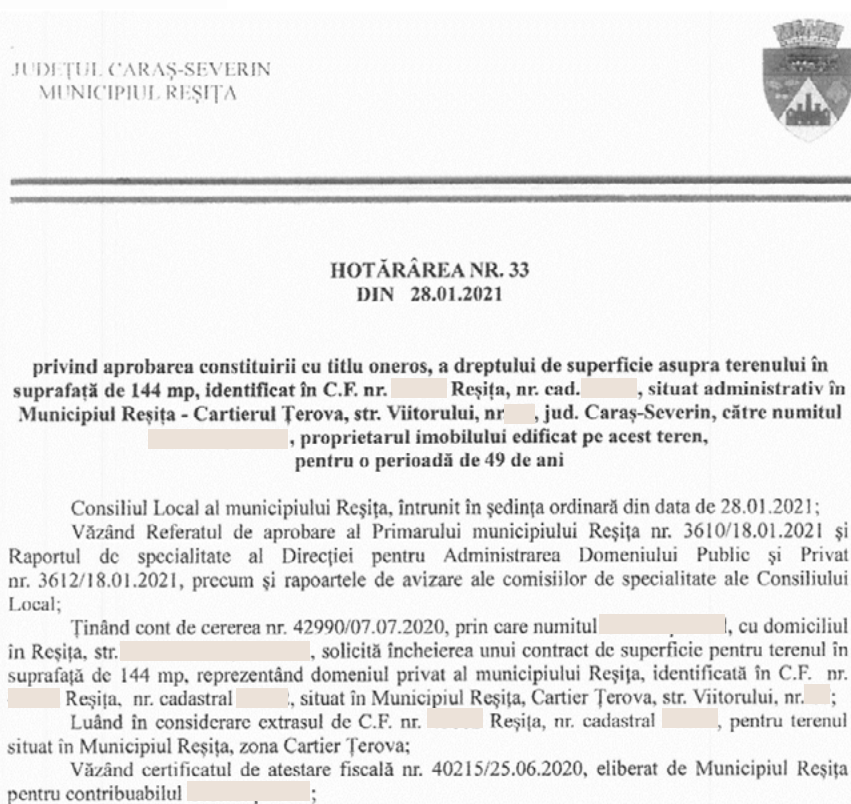 JUDEȚUL CARAȘ-SEVERIN
MUNICIPIUL REȘIȚA
HOTĂRÂREA NR. 33
DIN 28.01.2021
privind aprobarea constituirii cu titlu oneros, a dreptului de superficie asupra terenului în
suprafață de 144 mp, identificat în C.F. nr. Reșița, nr. cad. , situat administrativ în
Municipiul Reșița - Cartierul Țerova, str. Viitorului, nr , jud. Caraș-Severin, către numitul
, proprietarul imobilului edificat pe acest teren,
pentru o perioadă de 49 de ani
Consiliul Local al municipiului Reșița, întrunit în ședința ordinară din data de 28.01.2021;
Văzând Referatul de aprobare al Primarului municipiului Reșița nr. 3610/18.01.2021 și
Raportul de specialitate al Direcției pentru Administrarea Domeniului Public și Privat
nr. 3612/18.01.2021, precum și rapoartele de avizare ale comisiilor de specialitate ale Consiliului
Local;
Ținând cont de cererea nr. 42990/07.07.2020, prin care numitul , cu domiciliul
în Reșița, str. , solicită încheierea unui contract de superficie pentru terenul în
suprafață de 144 mp, reprezentând domeniul privat al municipiului Reșița, identificată în C.F. nr.
Reșița, nr. cadastral , situat în Municipiul Reșița, Cartier Țerova, str. Viitorului, nr. ;
Luând în considerare extrasul de C.F. nr. Reșița, nr. cadastral , pentru terenul
situat în Municipiul Reșița, zona Cartier Țerova;
Văzând certificatul de atestare fiscală nr. 40215/25.06.2020, eliberat de Municipiul Reșița
pentru contribuabilul ;